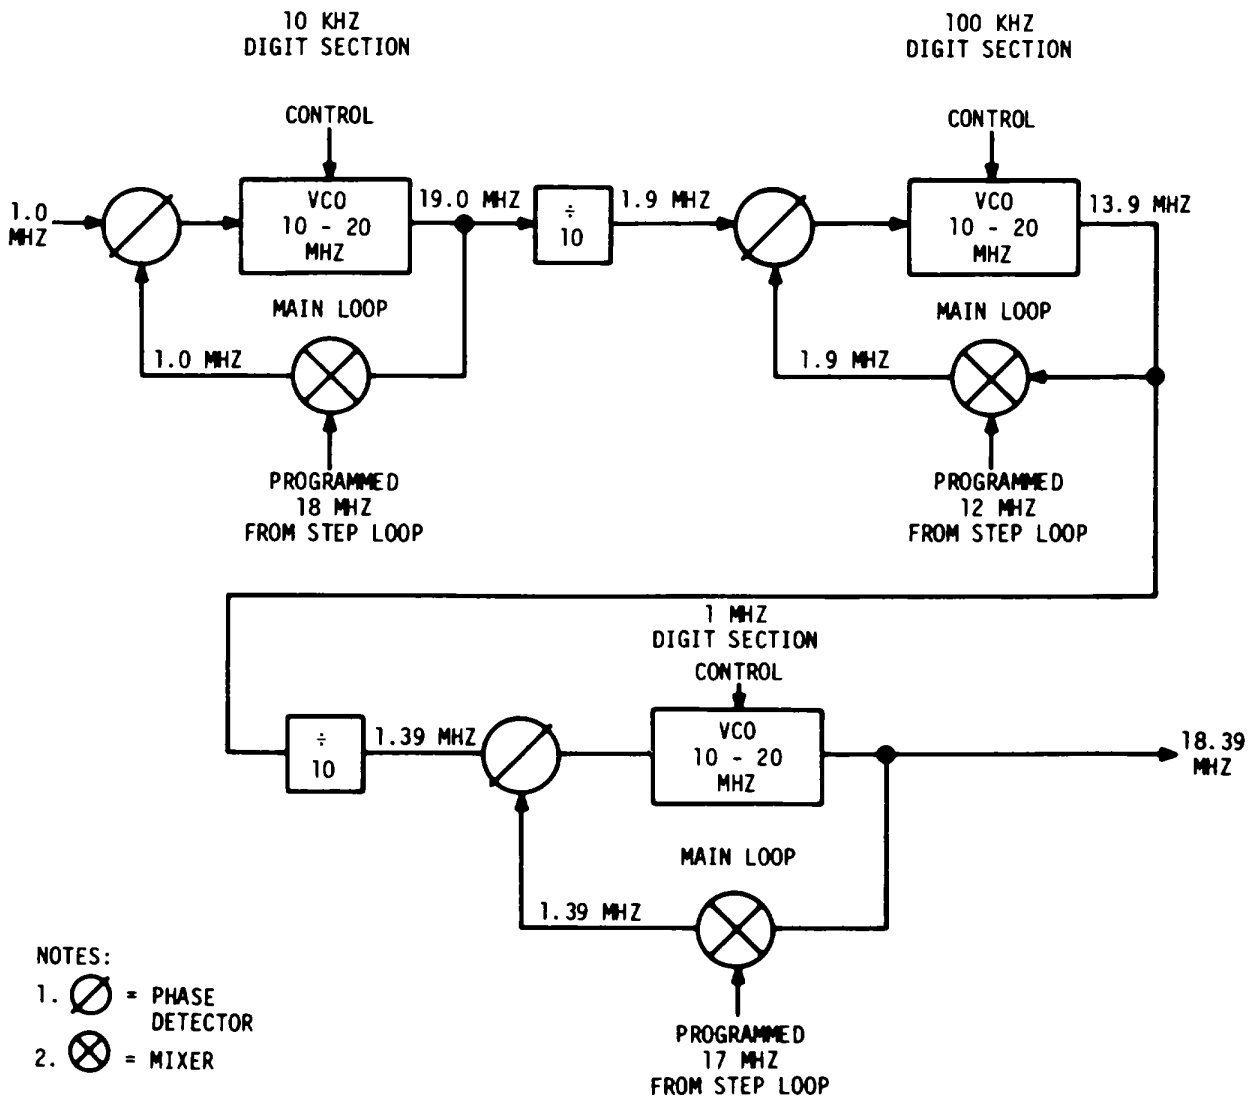 10 KHZ
DIGIT SECTION
100 KHZ
DIGIT SECTION
CONTROL
CONTROL
1.0
MHZ
VCO
10 - 20
MHZ
19.0 MHZ
÷
10
1.9 MHZ
VCO
10 - 20
MHZ
13.9 MHZ
MAIN LOOP
MAIN LOOP
1.0 MHZ
1.9 MHZ
PROGRAMMED
18 MHZ
FROM STEP LOOP
PROGRAMMED
12 MHZ
FROM STEP LOOP
1 MHZ
DIGIT SECTION
CONTROL
÷
10
1.39 MHZ
VCO
10 - 20
MHZ
18.39
MHZ
MAIN LOOP
1.39 MHZ
PROGRAMMED
17 MHZ
FROM STEP LOOP
NOTES:
1. = PHASE
DETECTOR
2. = MIXER